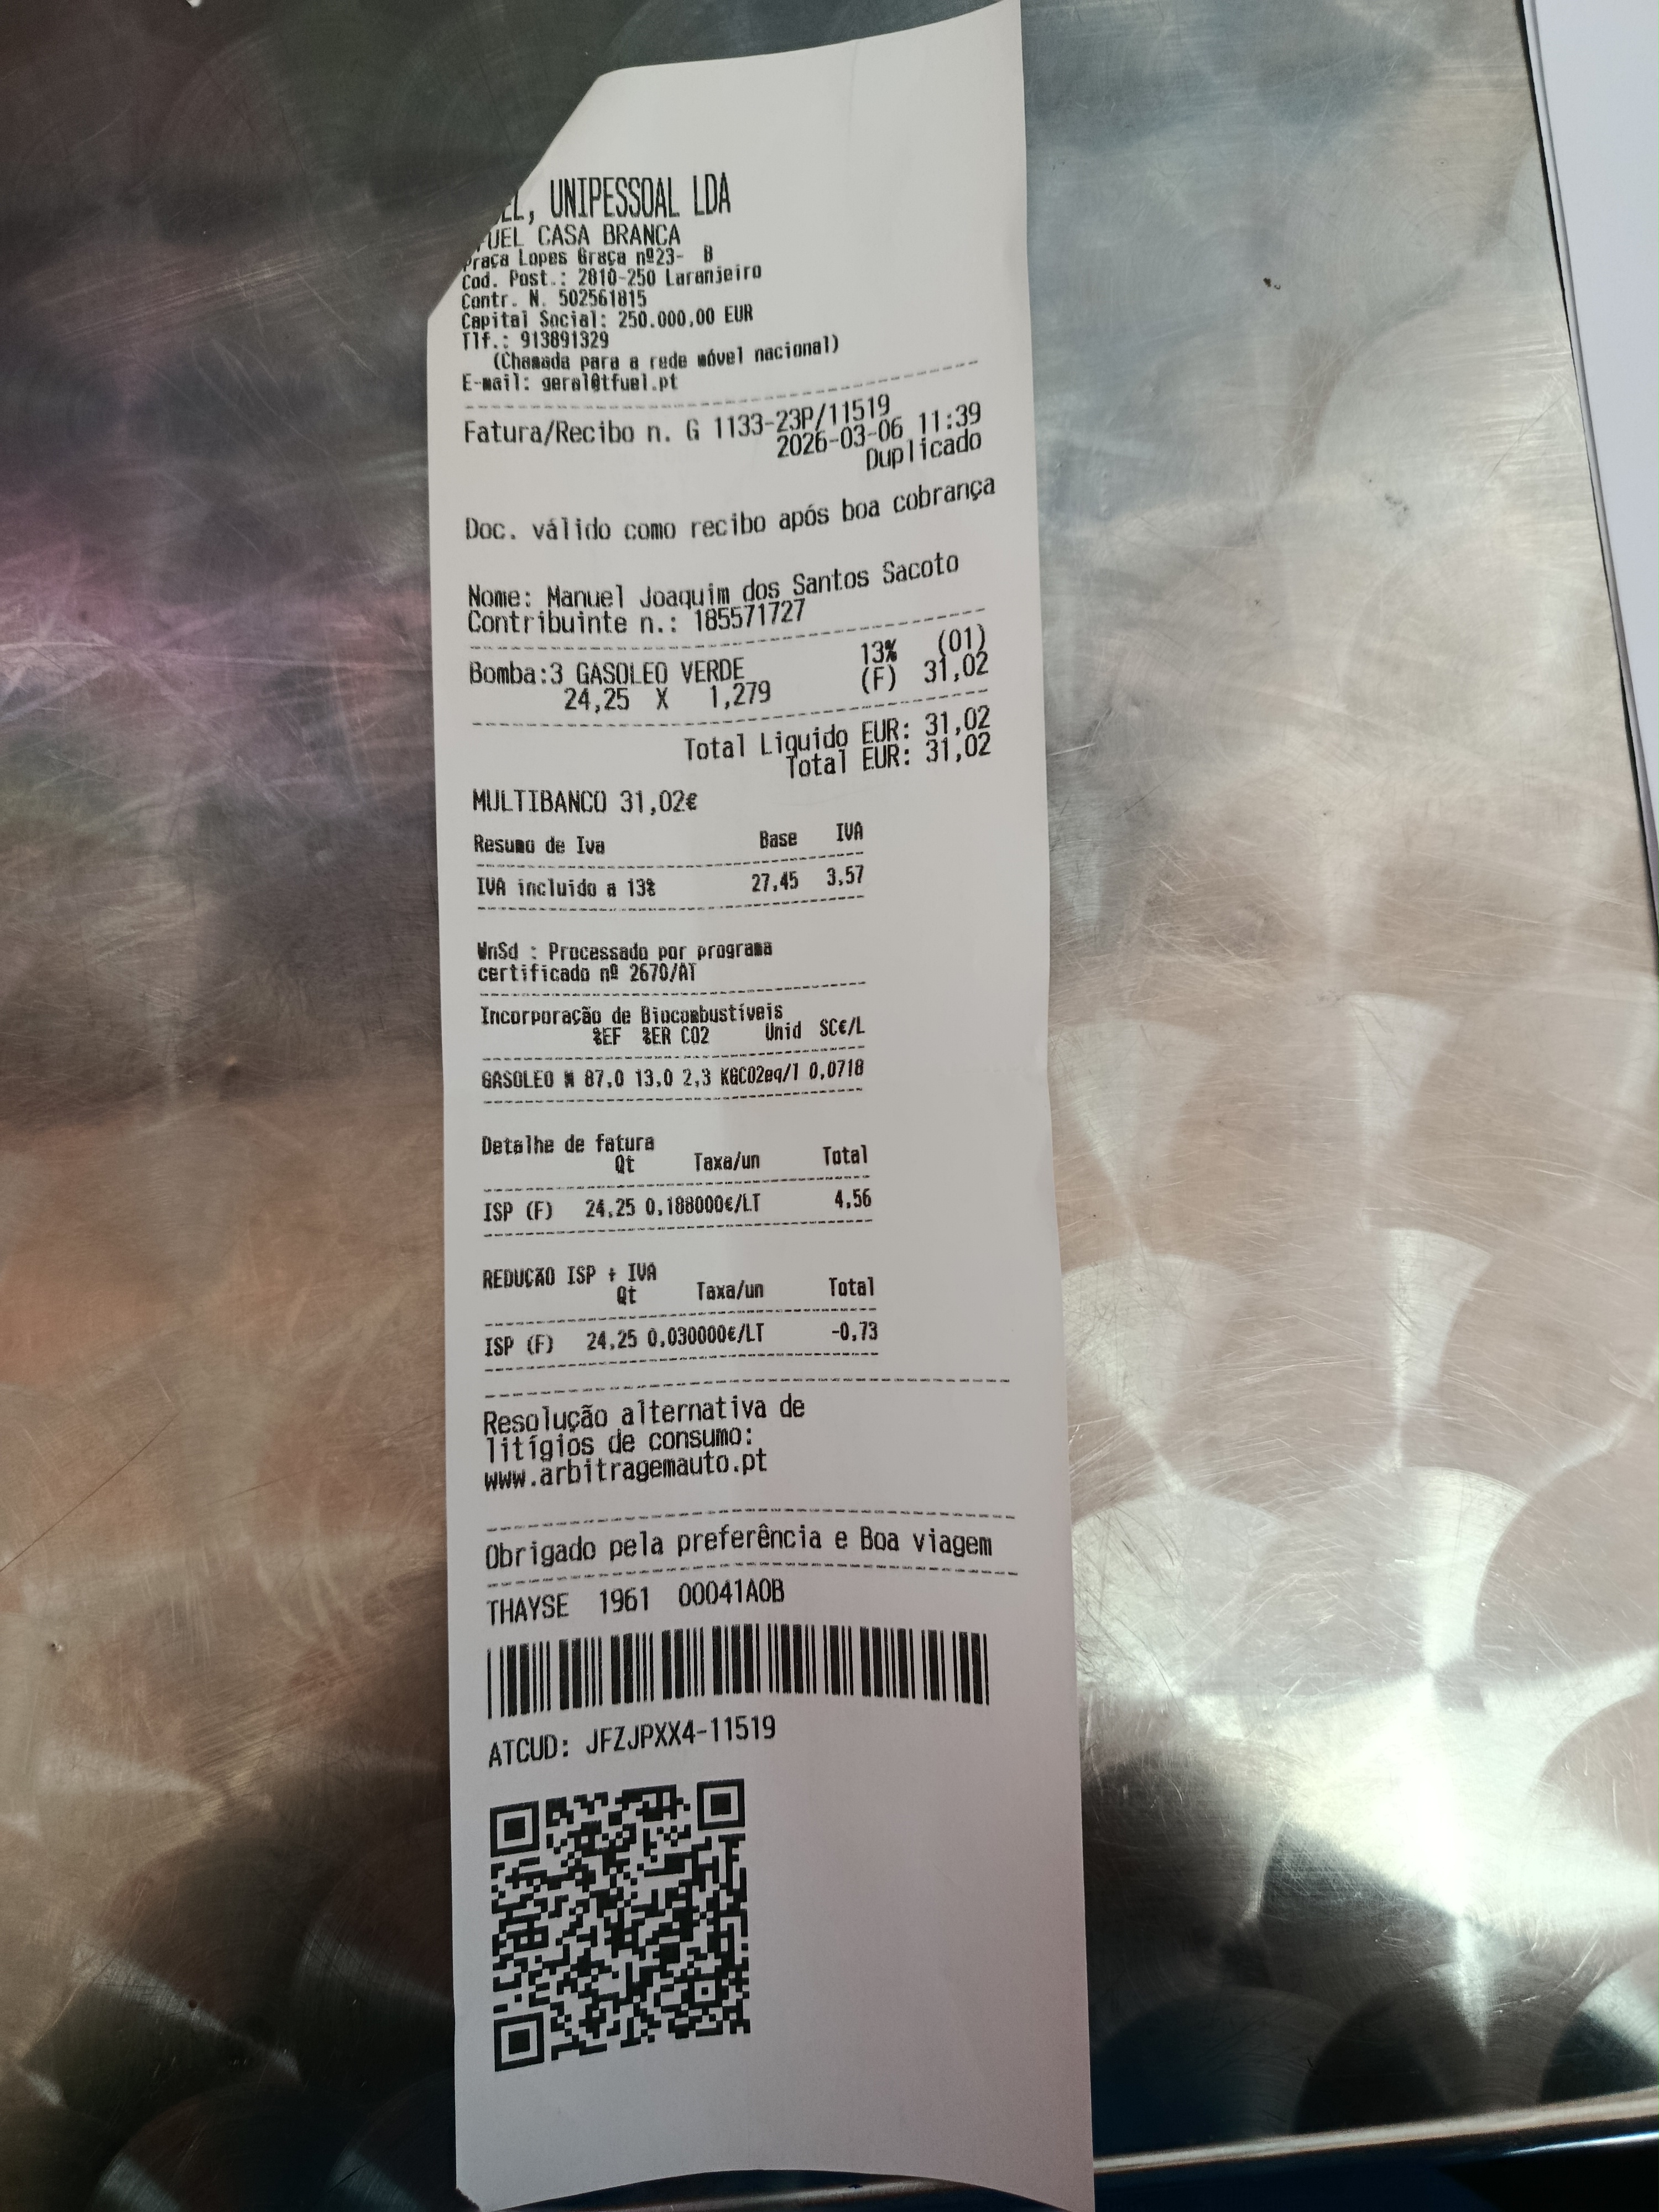 UNIPESSOAL LDA
FUEL CASA BRANCA
Praça Lopes Graça nº23- B
Cod. Post.: 2810-250 Laranjeiro
Contr. N. 502561815
Capital Social: 250.000,00 EUR
Tlf.: 913891329
(Chamada para a rede móvel nacional)
E-mail: geral@tfuel.pt
Fatura/Recibo n. G 1133-23P/11519
2026-03-06 11:39
Duplicado
Doc. válido como recibo após boa cobrança
Nome: Manuel Joaquim dos Santos Sacoto
Contribuinte n.: 185571727
Bomba:3 GASOLEO VERDE 13% (01)
24,25 X 1,279 (F) 31,02
Total Liquido EUR: 31,02
Total EUR: 31,02
MULTIBANCO 31,02€
Resumo de Iva Base IVA
IVA incluido a 13% 27,45 3,57
WnSd : Processado por programa
certificado nº 2670/AT
Incorporação de Biocombustíveis
%EF %ER CO2 Unid SC€/L
GASOLEO M 87,0 13,0 2,3 KGCO2eq/l 0,0718
Detalhe de fatura
Qt Taxa/un Total
ISP (F) 24,25 0,188000€/LT 4,56
REDUÇÃO ISP + IVA
Qt Taxa/un Total
ISP (F) 24,25 0,030000€/LT -0,73
Resolução alternativa de
litígios de consumo:
www.arbitragemauto.pt
Obrigado pela preferência e Boa viagem
THAYSE 1961 00041A0B
ATCUD: JFZJPXX4-11519